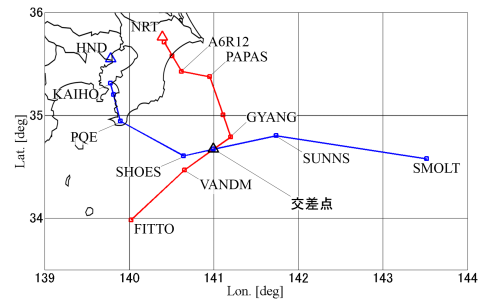 36
NRT
HND
A6R12
PAPAS
KAIHO
35
GYANG
PQE
SHOES
SUNNS
VANDM
SMOLT
交差点
34
FITTO
139
140
141
142
143
144
Lon. [deg]
Lat. [deg]